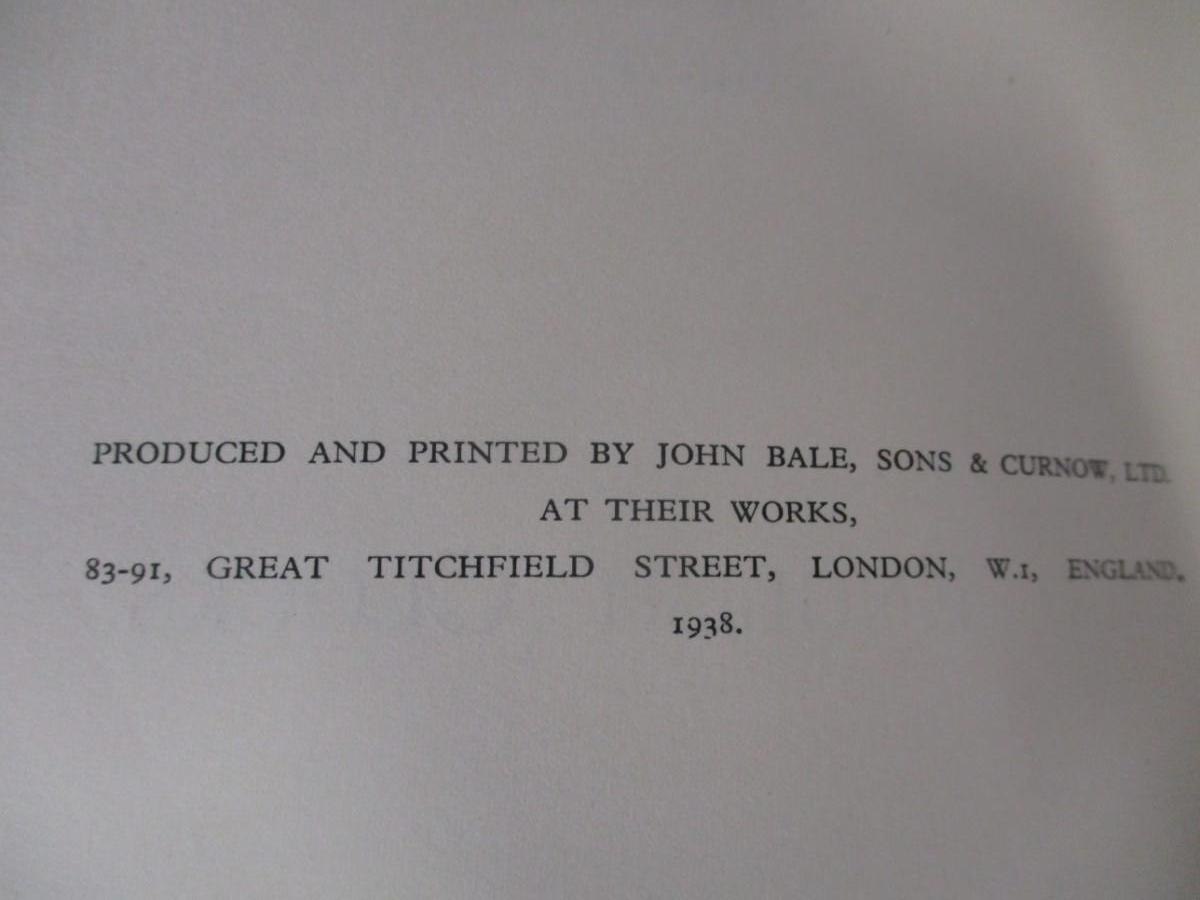 PRODUCED AND PRINTED BY JOHN BALE, SONS & CURNOW, LTD.
AT THEIR WORKS,
83-91, GREAT TITCHFIELD STREET, LONDON, W.1, ENGLAND.
1938.